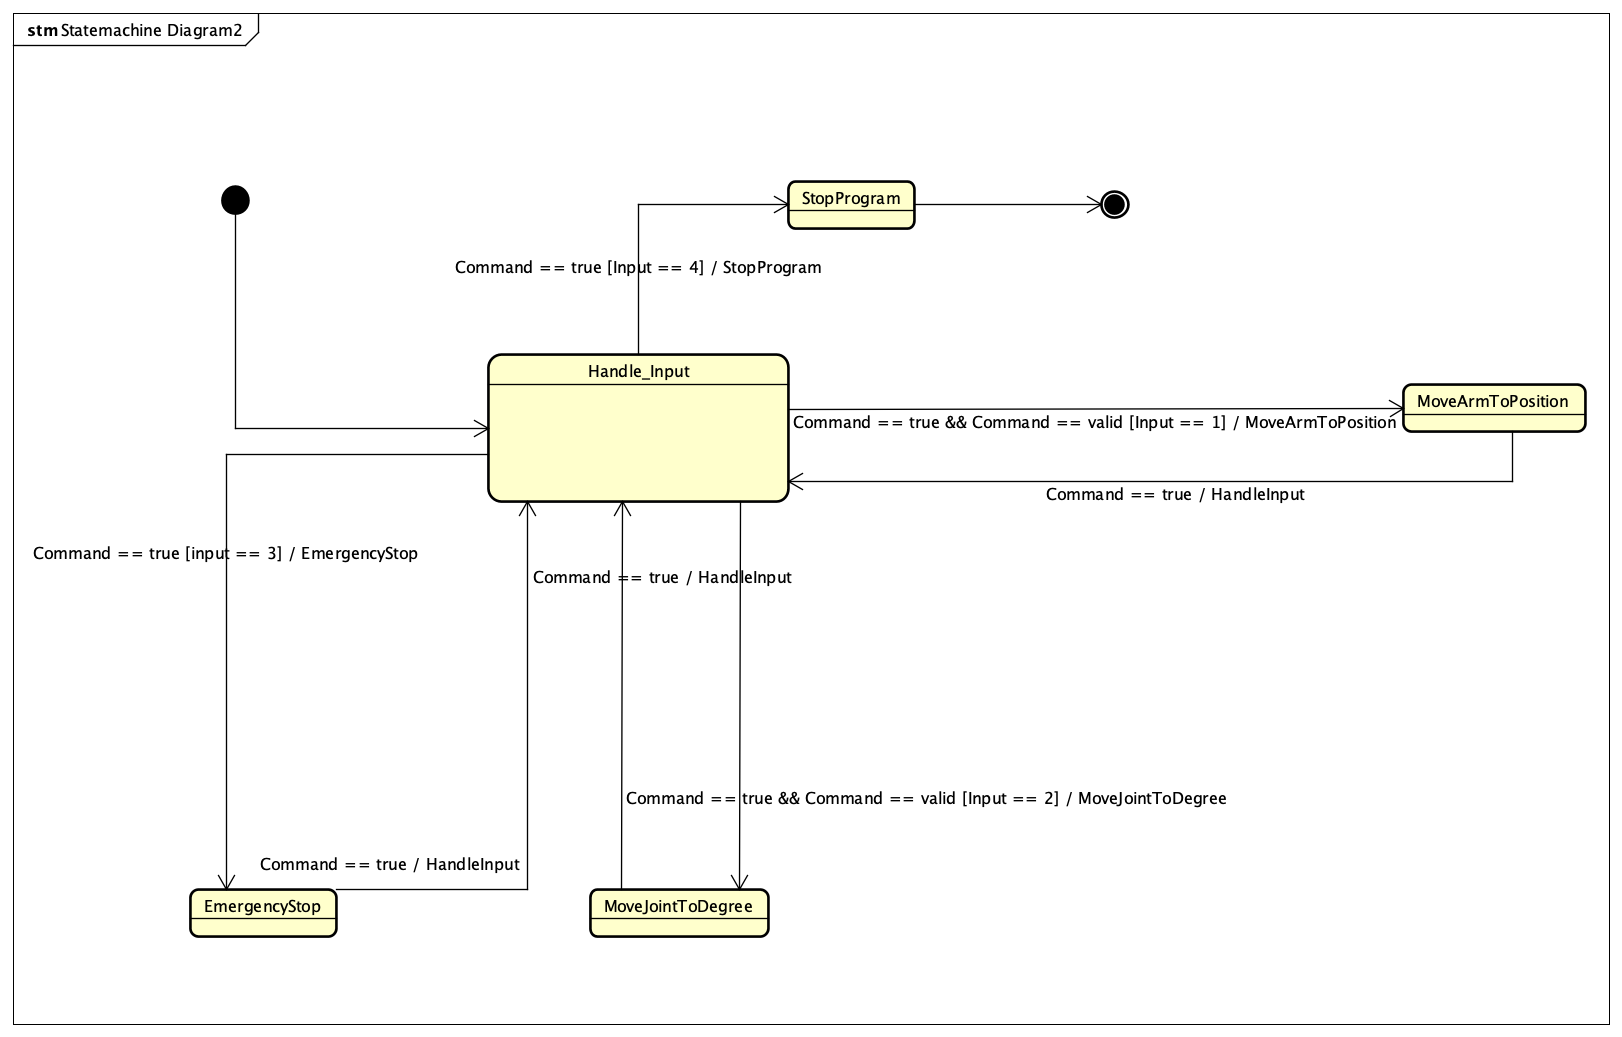 stm Statemachine Diagram2
StopProgram
Command == true [Input == 4] / StopProgram
Handle_Input
MoveArmToPosition
Command == true && Command == valid [Input == 1] / MoveArmToPosition
Command == true / HandleInput
Command == true [input == 3] / EmergencyStop
Command == true / HandleInput
Command == true && Command == valid [Input == 2] / MoveJointToDegree
Command == true / HandleInput
EmergencyStop
MoveJointToDegree